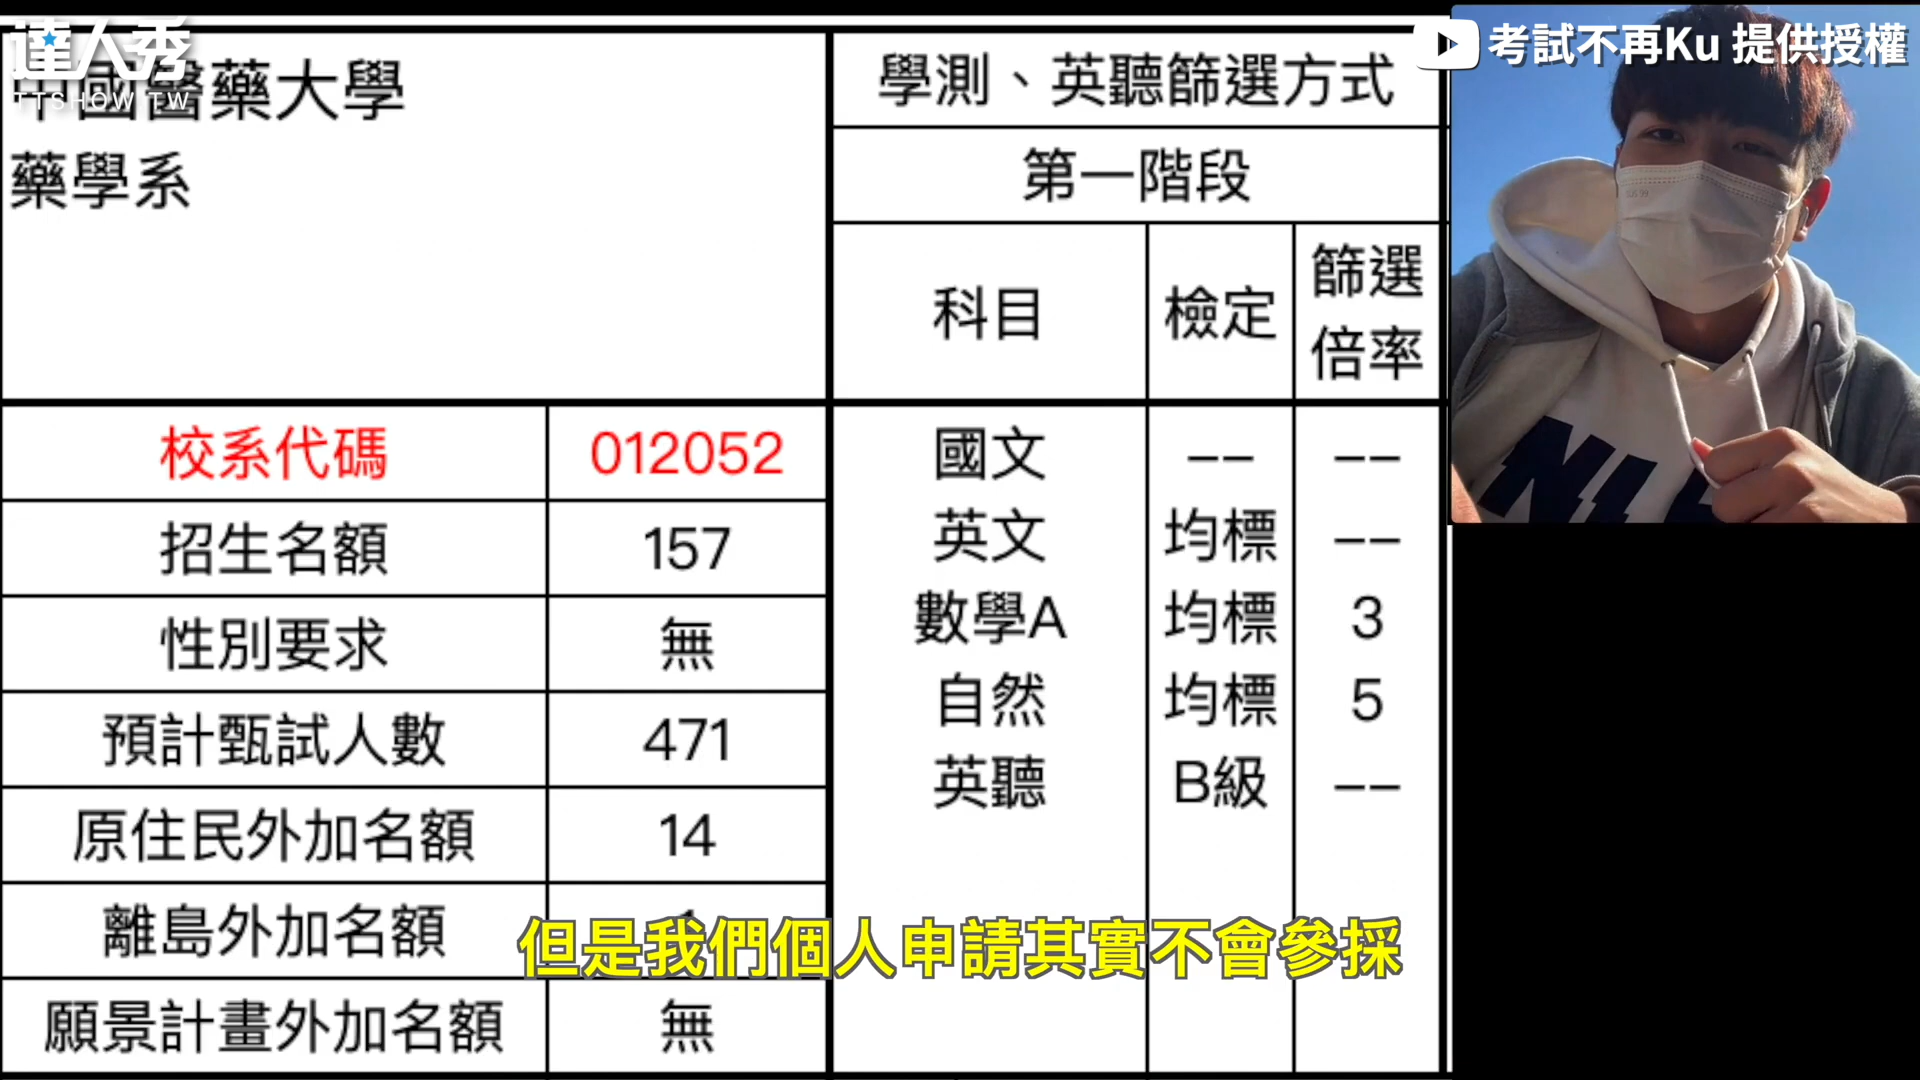 達人秀
TTSHOW TW
中國醫藥大學
藥學系
學測、英聽篩選方式
第一階段
科目 檢定 篩選倍率
校系代碼 012052
招生名額 157
性別要求 無
預計甄試人數 471
原住民外加名額 14
離島外加名額
願景計畫外加名額 無
國文 -- --
英文 均標 --
數學A 均標 3
自然 均標 5
英聽 B級 --
考試不再Ku 提供授權
但是我們個人申請其實不會參採